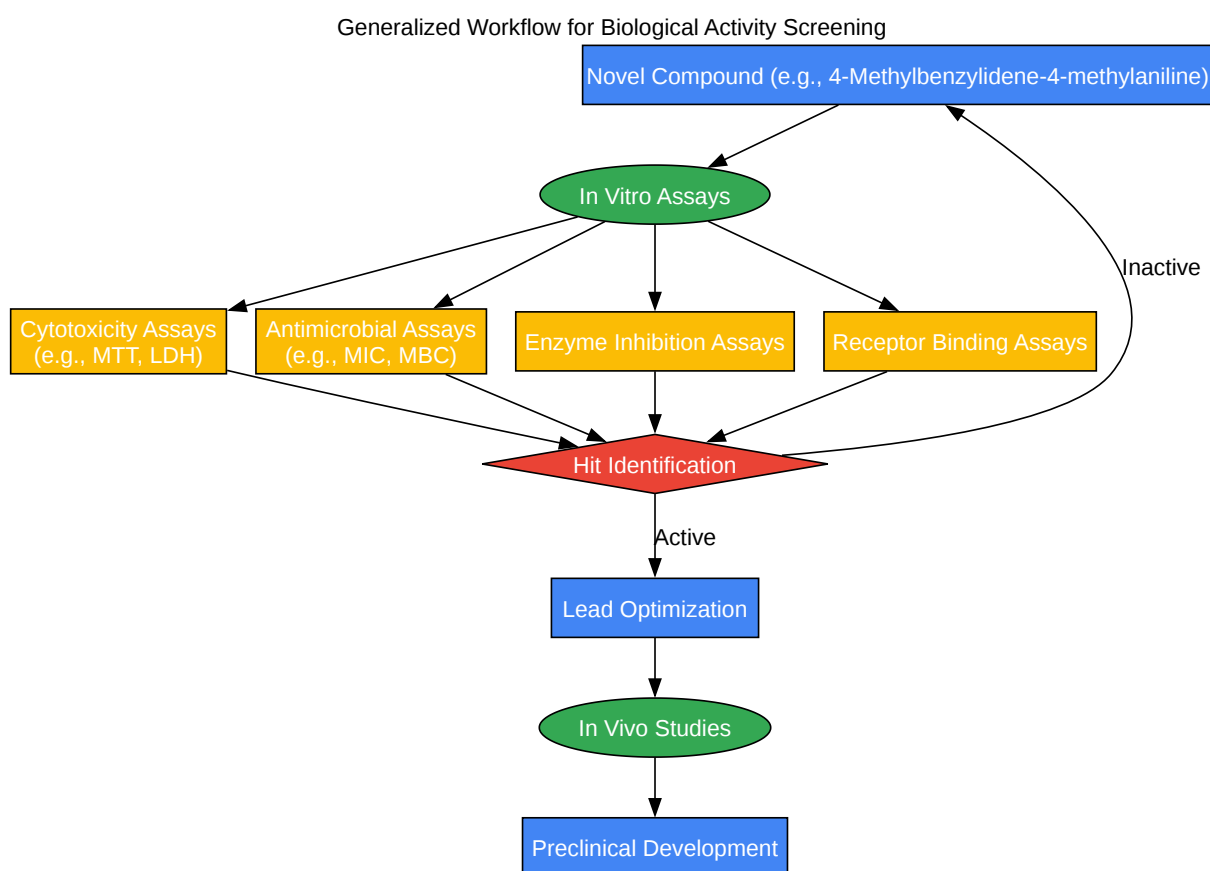 Generalized Workflow for Biological Activity Screening
Novel Compound (e.g., 4-Methylbenzylidene-4-methylaniline)
In Vitro Assays
Inactive
Cytotoxicity Assays
(e.g., MTT, LDH)
Antimicrobial Assays
(e.g., MIC, MBC)
Enzyme Inhibition Assays
Receptor Binding Assays
Hit Identification
Active
Lead Optimization
In Vivo Studies
Preclinical Development